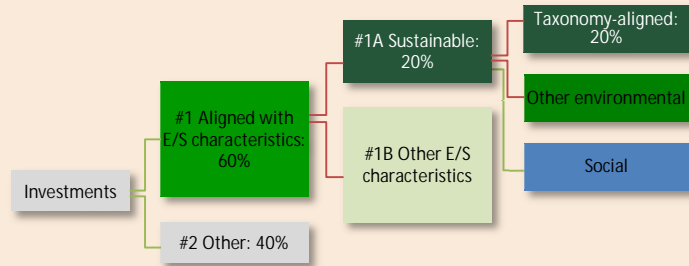 Investments
#1 Aligned with
E/S characteristics:
60%
#2 Other: 40%
#1A Sustainable:
20%
#1B Other E/S
characteristics
Taxonomy-aligned:
20%
Other environmental
Social